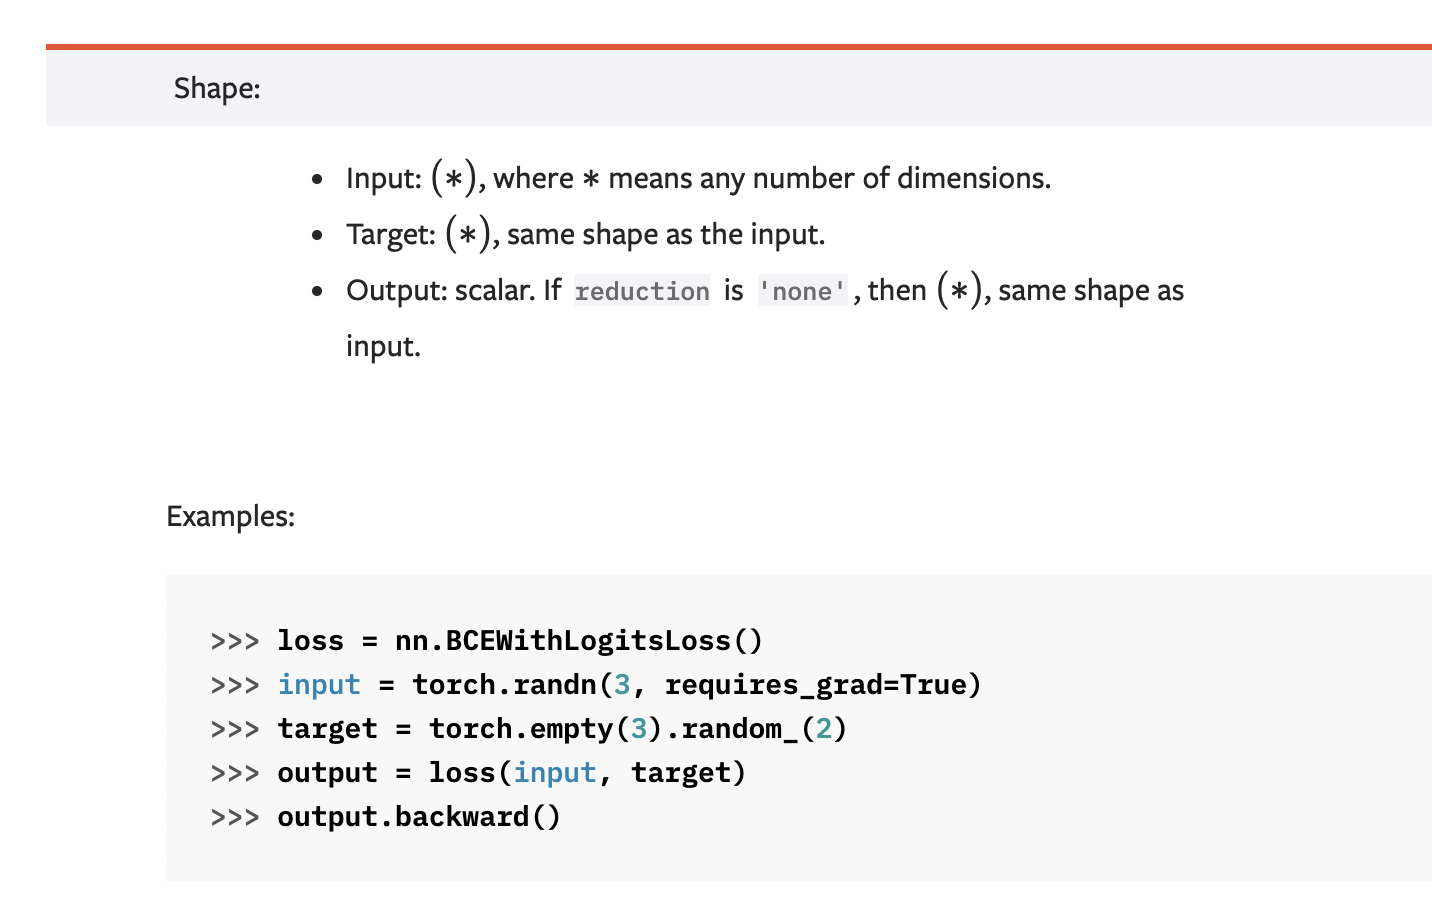 Shape:
• Input: (∗), where ∗ means any number of dimensions.
• Target: (∗), same shape as the input.
• Output: scalar. If reduction is 'none', then (∗), same shape as
input.
Examples:
>>> loss = nn.BCEWithLogitsLoss()
>>> input = torch.randn(3, requires_grad=True)
>>> target = torch.empty(3).random_(2)
>>> output = loss(input, target)
>>> output.backward()